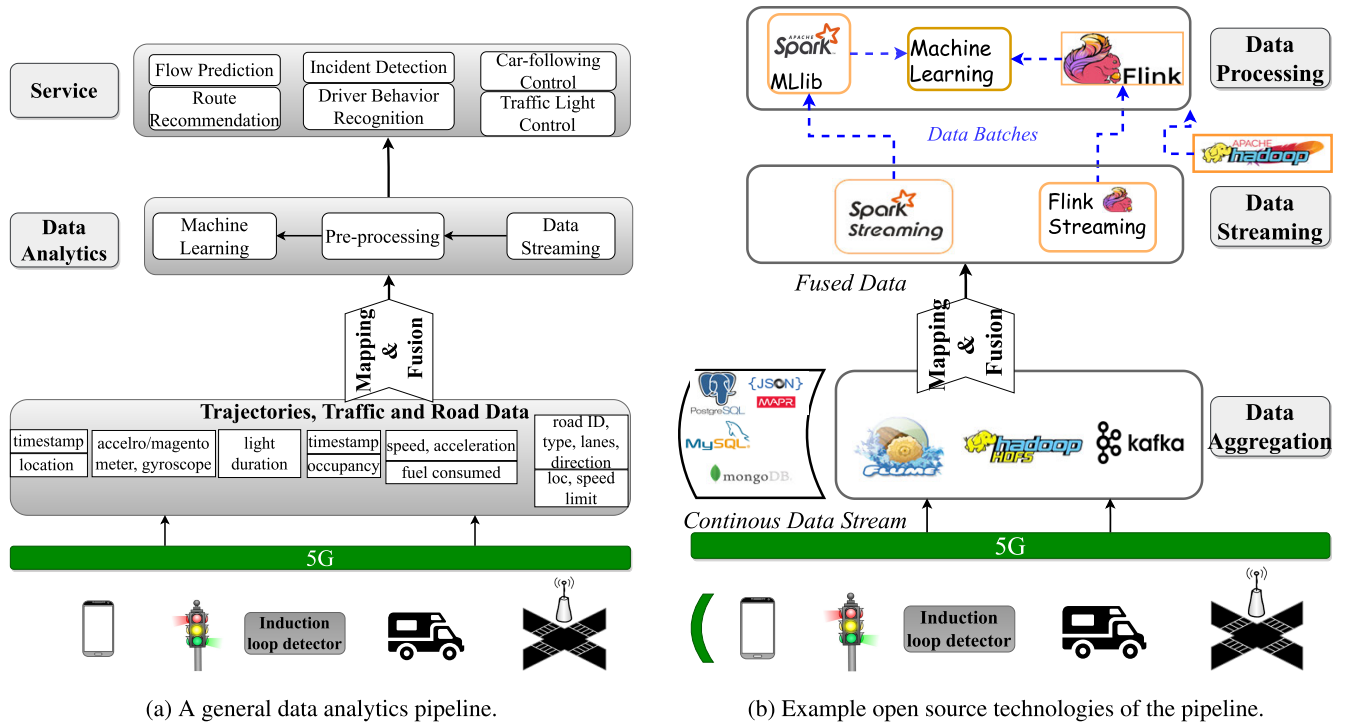 Service
Flow Prediction
Route
Recommendation
Incident Detection
Driver Behavior
Recognition
Car-following
Control
Traffic Light
Control
Data
Analytics
Machine
Learning
Pre-processing
Data
Streaming
Mapping
&
Fusion
Trajectories, Traffic and Road Data
timestamp
location
accelro/magento
meter, gyroscope
light
duration
timestamp
occupancy
speed, acceleration
fuel consumed
road ID,
type, lanes,
direction
loc, speed
limit
5G
Induction
loop detector
(a) A general data analytics pipeline.
APACHE
Spark
MLlib
Machine
Learning
Flink
Data
Processing
Data Batches
APACHE
hadoop
Spark
Streaming
Flink
Streaming
Data
Streaming
Fused Data
Mapping
&
Fusion
PostgreSQL
{JSON}
MAPR
MySQL
mongoDB
FLUME
hadoop
HDFS
kafka
Data
Aggregation
Continous Data Stream
5G
Induction
loop detector
(b) Example open source technologies of the pipeline.